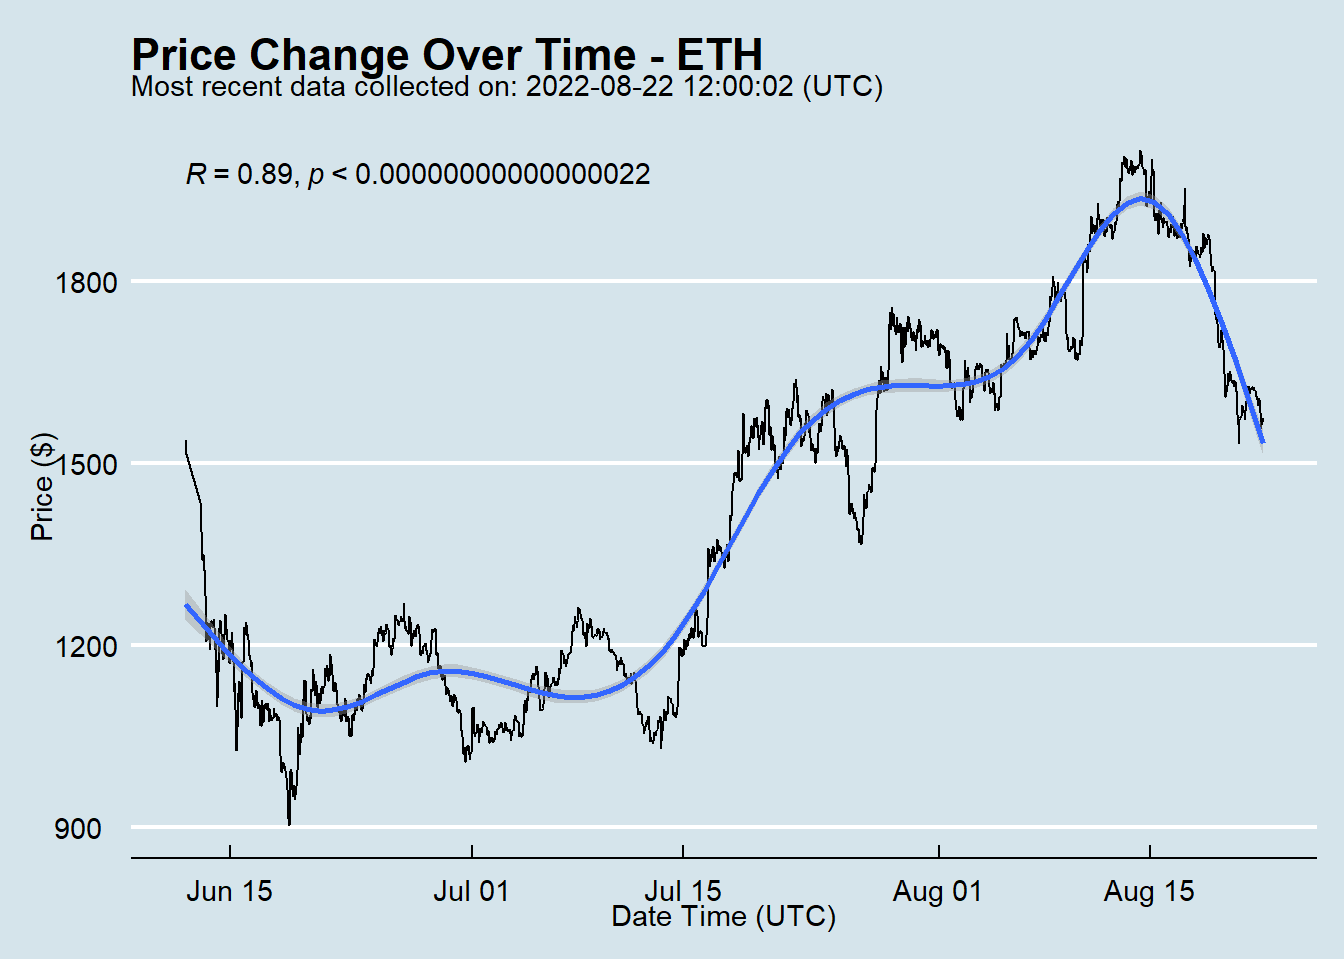 Price Change Over Time - ETH
Most recent data collected on: 2022-08-22 12:00:02 (UTC)
R = 0.89, p < 0.00000000000000022
1800
1500
1200
900
Price ($)
Jun 15
Jul 01
Jul 15
Aug 01
Aug 15
Date Time (UTC)